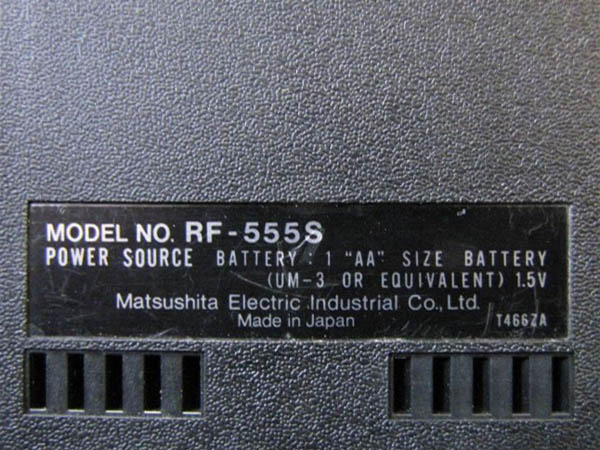 MODEL NO. RF-555S
POWER SOURCE BATTERY: 1 "AA" SIZE BATTERY
(UM-3 OR EQUIVALENT) 1.5V
Matsushita Electric Industrial Co., Ltd.
Made in Japan T466ZA